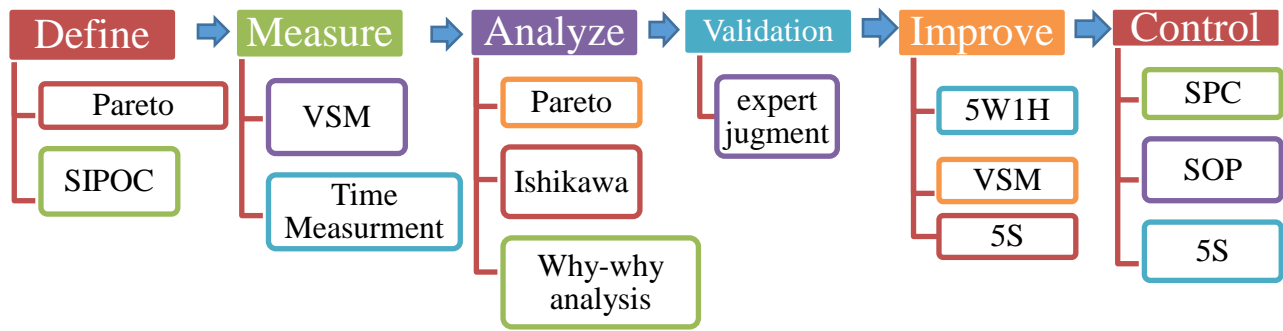 Define
Measure
Analyze
Validation
Improve
Control
Pareto
SIPOC
VSM
Time
Measurment
Pareto
Ishikawa
Why-why
analysis
expert
jugment
5W1H
VSM
5S
SPC
SOP
5S